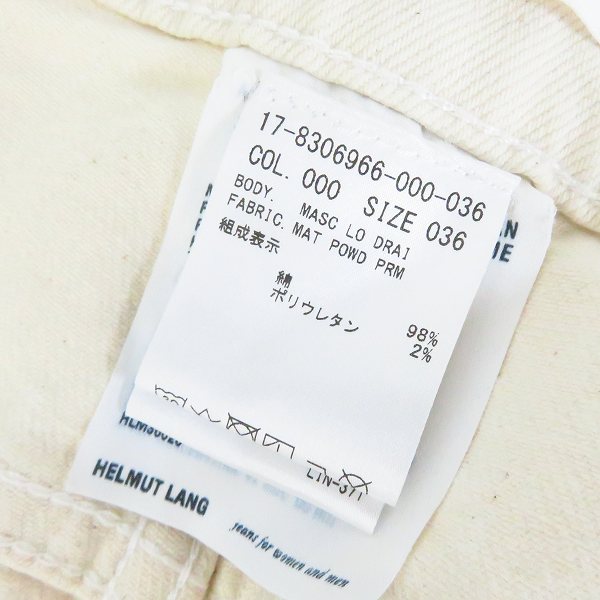 17-8306966-000-036
COL. 000 SIZE 036
BODY. MASC LO DRAI
FABRIC. MAT POWD PRM
組成表示
綿 98%
ポリウレタン 2%
HELMUT LANG
jeans for women and men